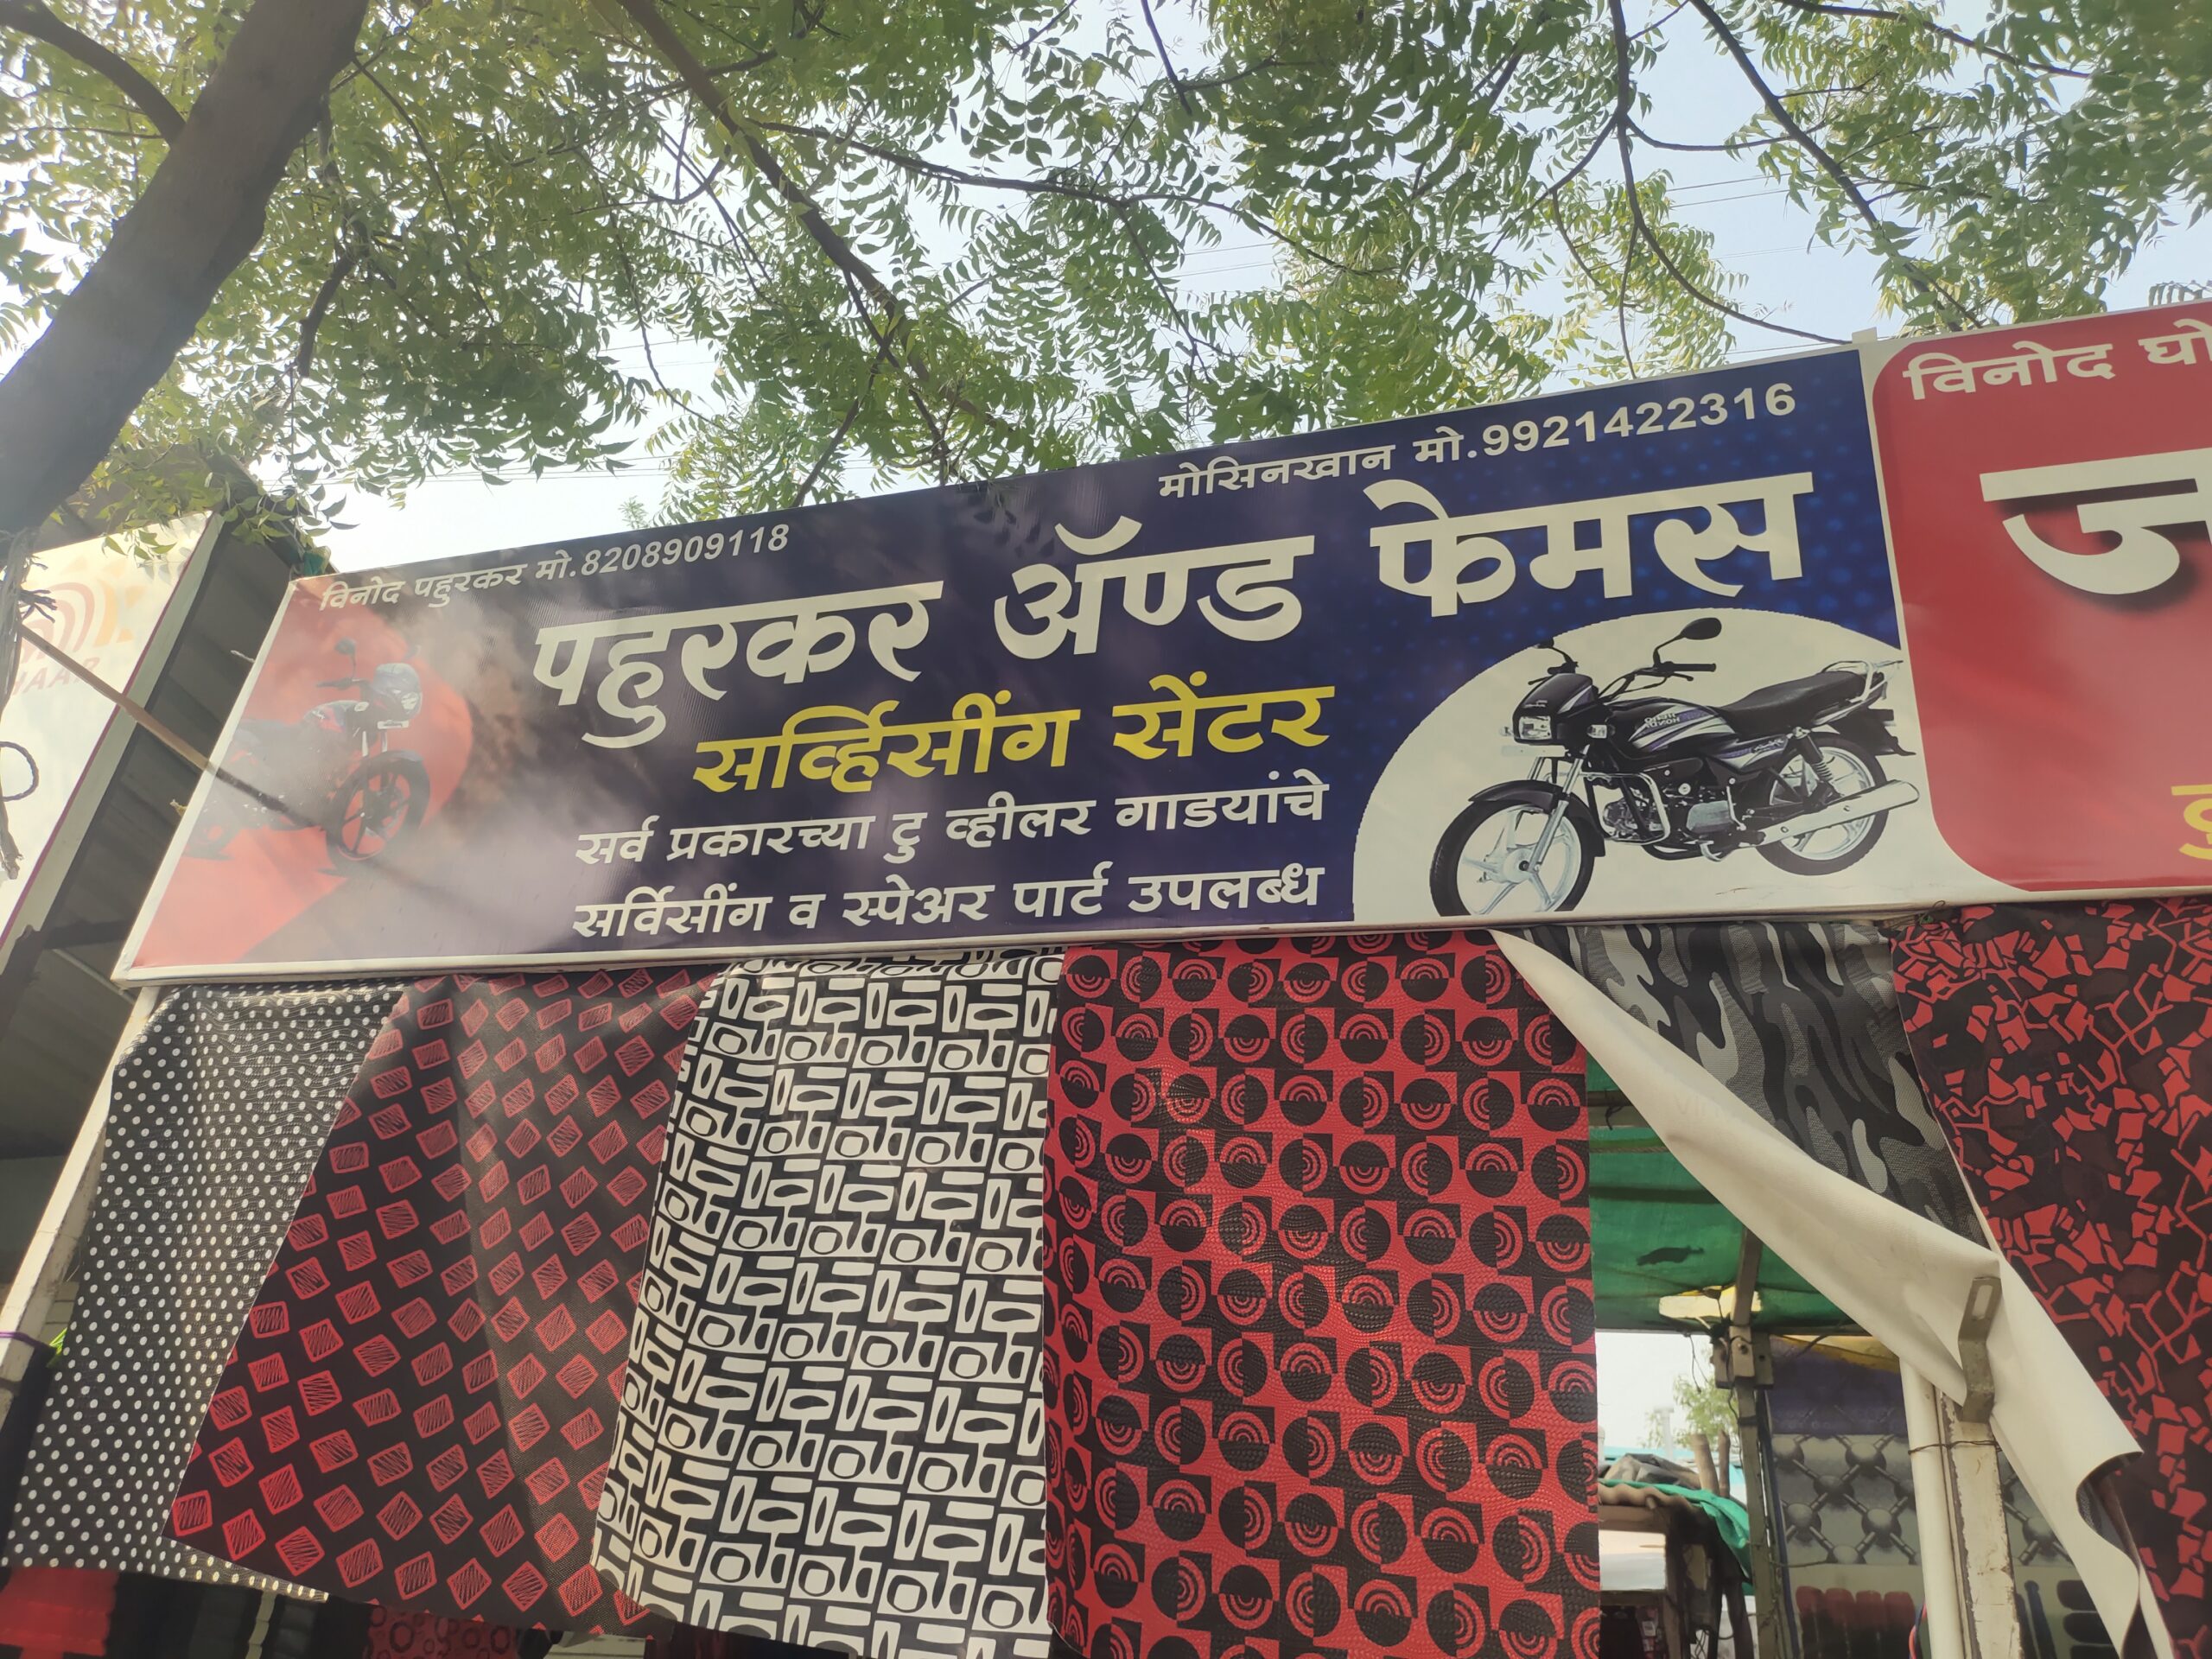 विनोद पहुरकर मो.8208909118
मोसिनखान मो.9921422316
पहुरकर ॲण्ड फेमस
सर्व्हिसींग सेंटर
सर्व प्रकारच्या टु व्हीलर गाडयांचे
सर्विसींग व स्पेअर पार्ट उपलब्ध
विनोद घो
ज